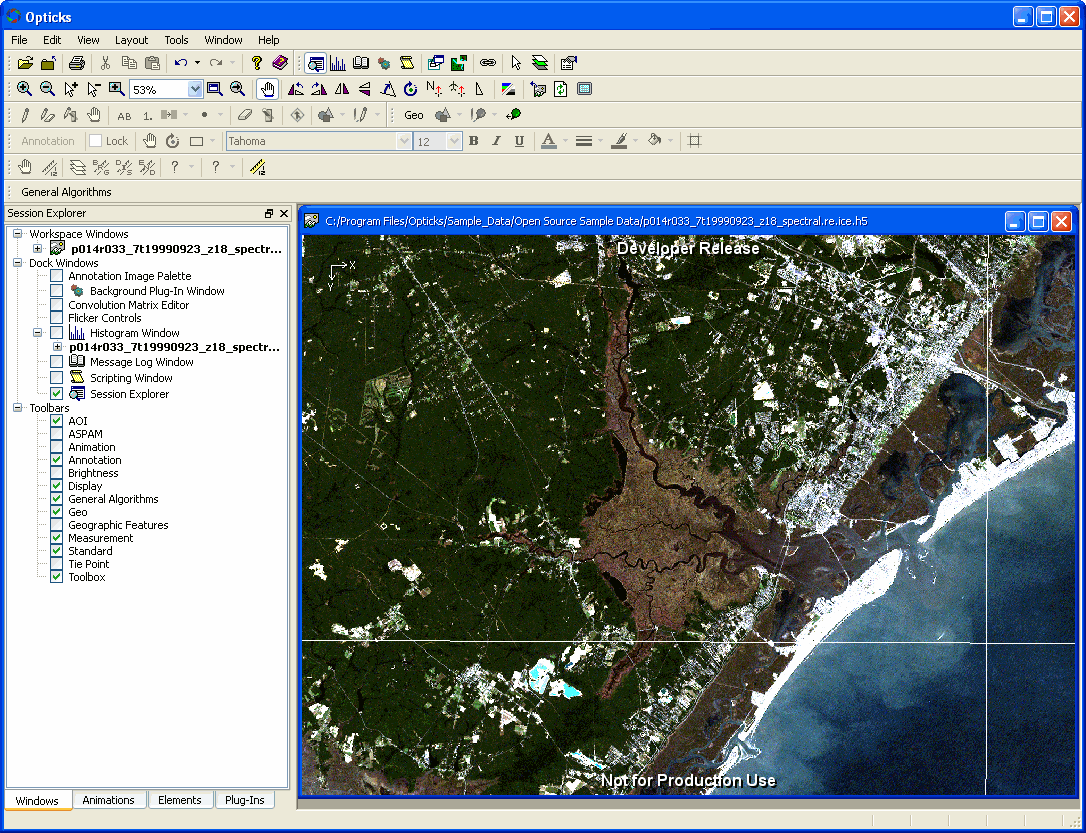 Opticks
File Edit View Layout Tools Window Help
53%
N
AB 1. Geo
Annotation Lock Tahoma 12 B I U A
? ?
General Algorithms
Session Explorer
Workspace Windows
p014r033_7t19990923_z18_spectr...
Dock Windows
Annotation Image Palette
Background Plug-In Window
Convolution Matrix Editor
Flicker Controls
Histogram Window
p014r033_7t19990923_z18_spectr...
Message Log Window
Scripting Window
Session Explorer
Toolbars
AOI
ASPAM
Animation
Annotation
Brightness
Display
General Algorithms
Geo
Geographic Features
Measurement
Standard
Tie Point
Toolbox
Windows Animations Elements Plug-Ins
C:/Program Files/Opticks/Sample_Data/Open Source Sample Data/p014r033_7t19990923_z18_spectral.re.ice.h5
Developer Release
X
Y
Not for Production Use